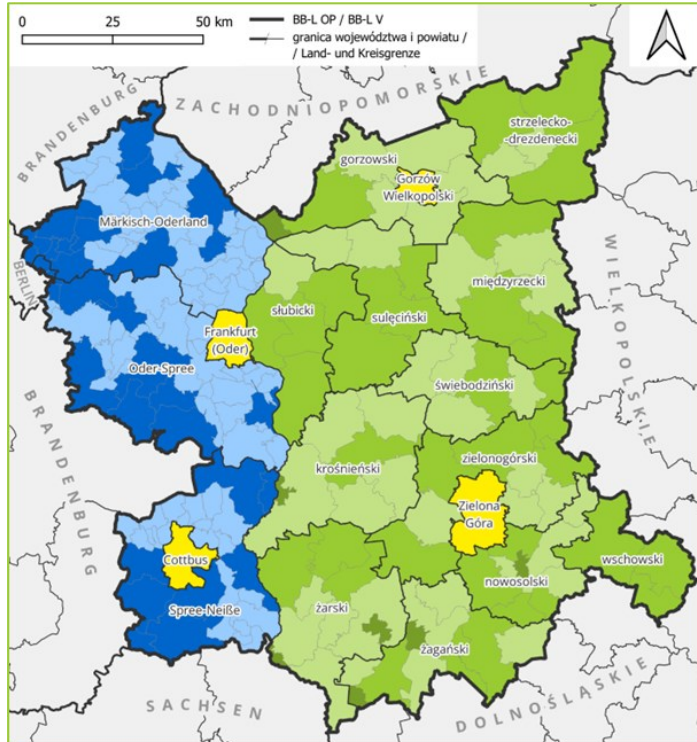 0 25 50 km
BB-L OP / BB-L V
granica województwa i powiatu /
/ Land- und Kreisgrenze
BRANDENBURG
ZACHODNIOPOMORSKIE
strzelecko-
-drezdenecki
gorzowski
Gorzów
Wielkopolski
Märkisch-Oderland
BERLIN
WIELKOPOLSKIE
międzyrzecki
słubicki
sulęciński
Frankfurt
(Oder)
Oder-Spree
świebodziński
BRANDENBURG
krośnieński
zielonogórski
Zielona
Góra
Cottbus
wschowski
nowosolski
Spree-Neiße
żarski
żagański
SACHSEN
DOLNOŚLĄSKIE